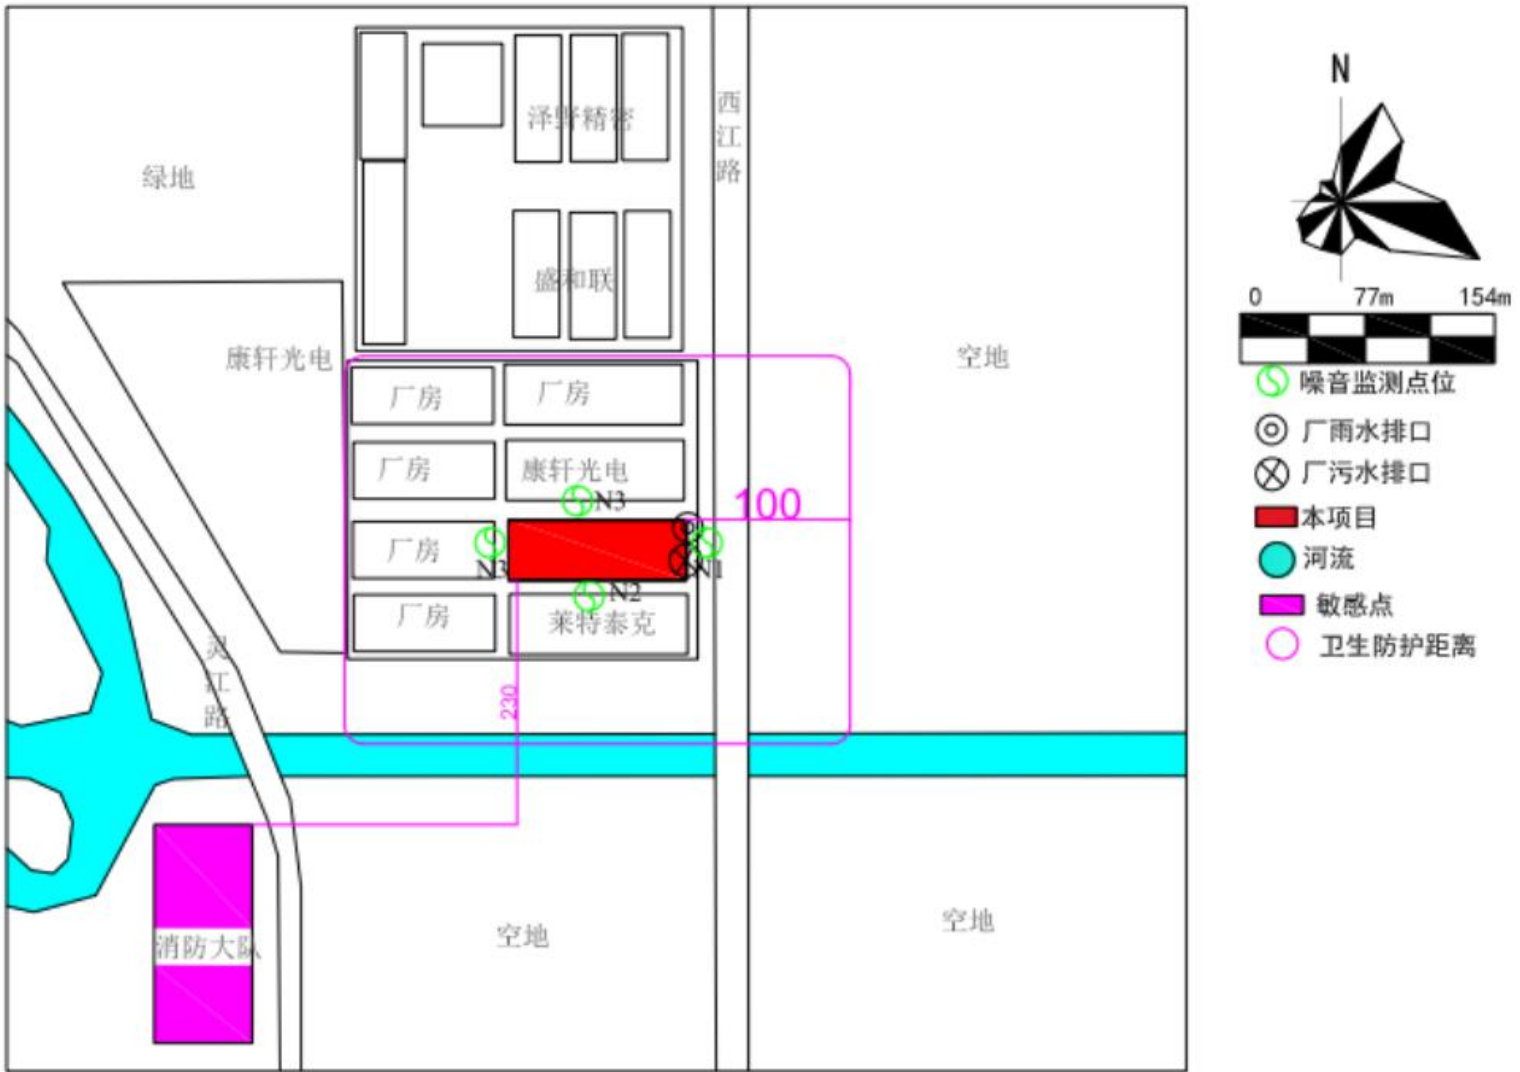 N
泽野精密
西江路
绿地
盛和联
0 77m 154m
康轩光电
空地
噪音监测点位
厂房
厂房
厂雨水排口
厂房
康轩光电
厂污水排口
N3
100
本项目
厂房
河流
N3
N1
N2
敏感点
厂房
莱特泰克
卫生防护距离
灵江路
230
消防大队
空地
空地